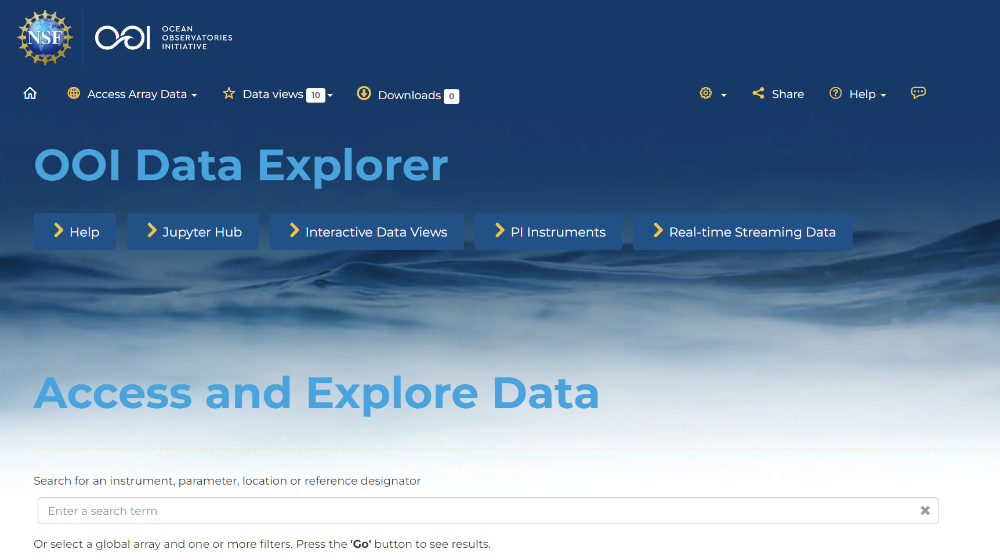 NSF
OOI
OCEAN
OBSERVATORIES
INITIATIVE
Access Array Data
Data views 10
Downloads 0
Share
Help
OOI Data Explorer
Help
Jupyter Hub
Interactive Data Views
PI Instruments
Real-time Streaming Data
Access and Explore Data
Search for an instrument, parameter, location or reference designator
Enter a search term
Or select a global array and one or more filters. Press the 'Go' button to see results.